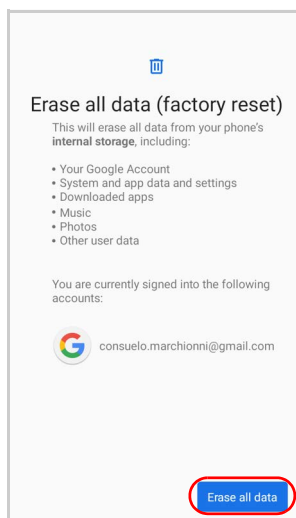 Erase all data (factory reset)
This will erase all data from your phone's
internal storage, including:
• Your Google Account
• System and app data and settings
• Downloaded apps
• Music
• Photos
• Other user data
You are currently signed into the following
accounts:
consuelo.marchionni@gmail.com
Erase all data